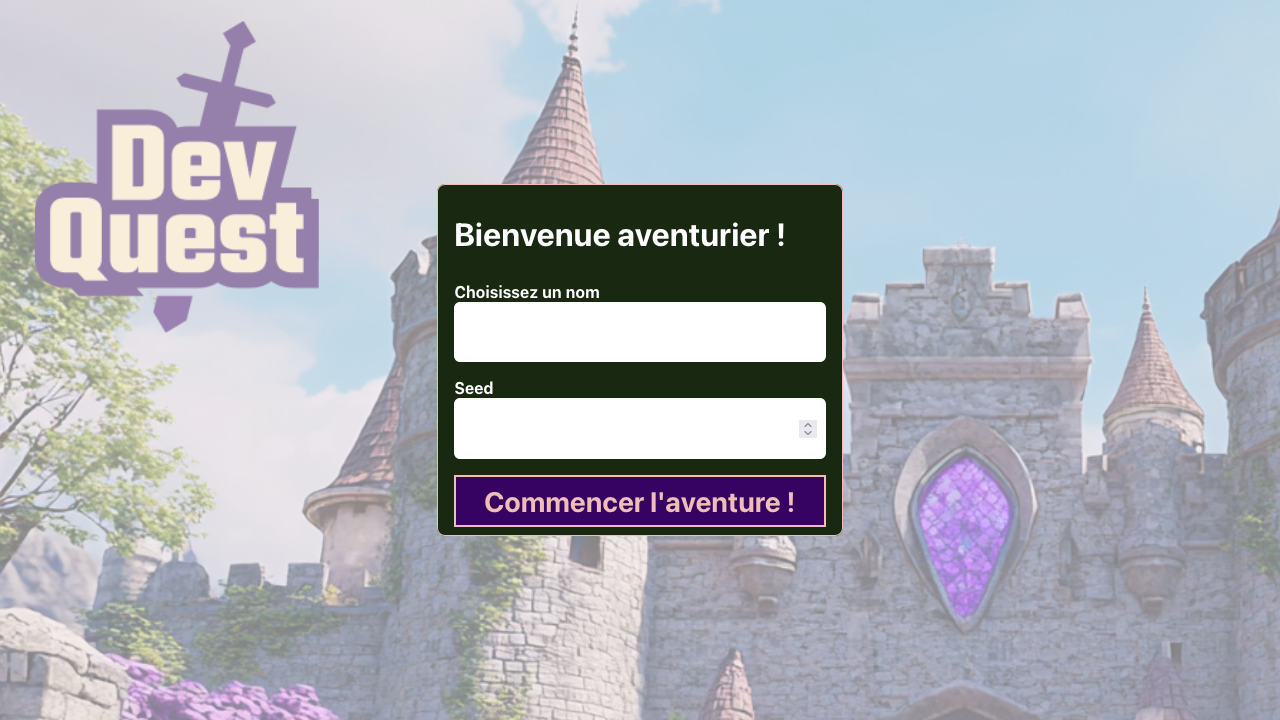 Dev
Quest
Bienvenue aventurier !
Choisissez un nom
Seed
Commencer l'aventure !